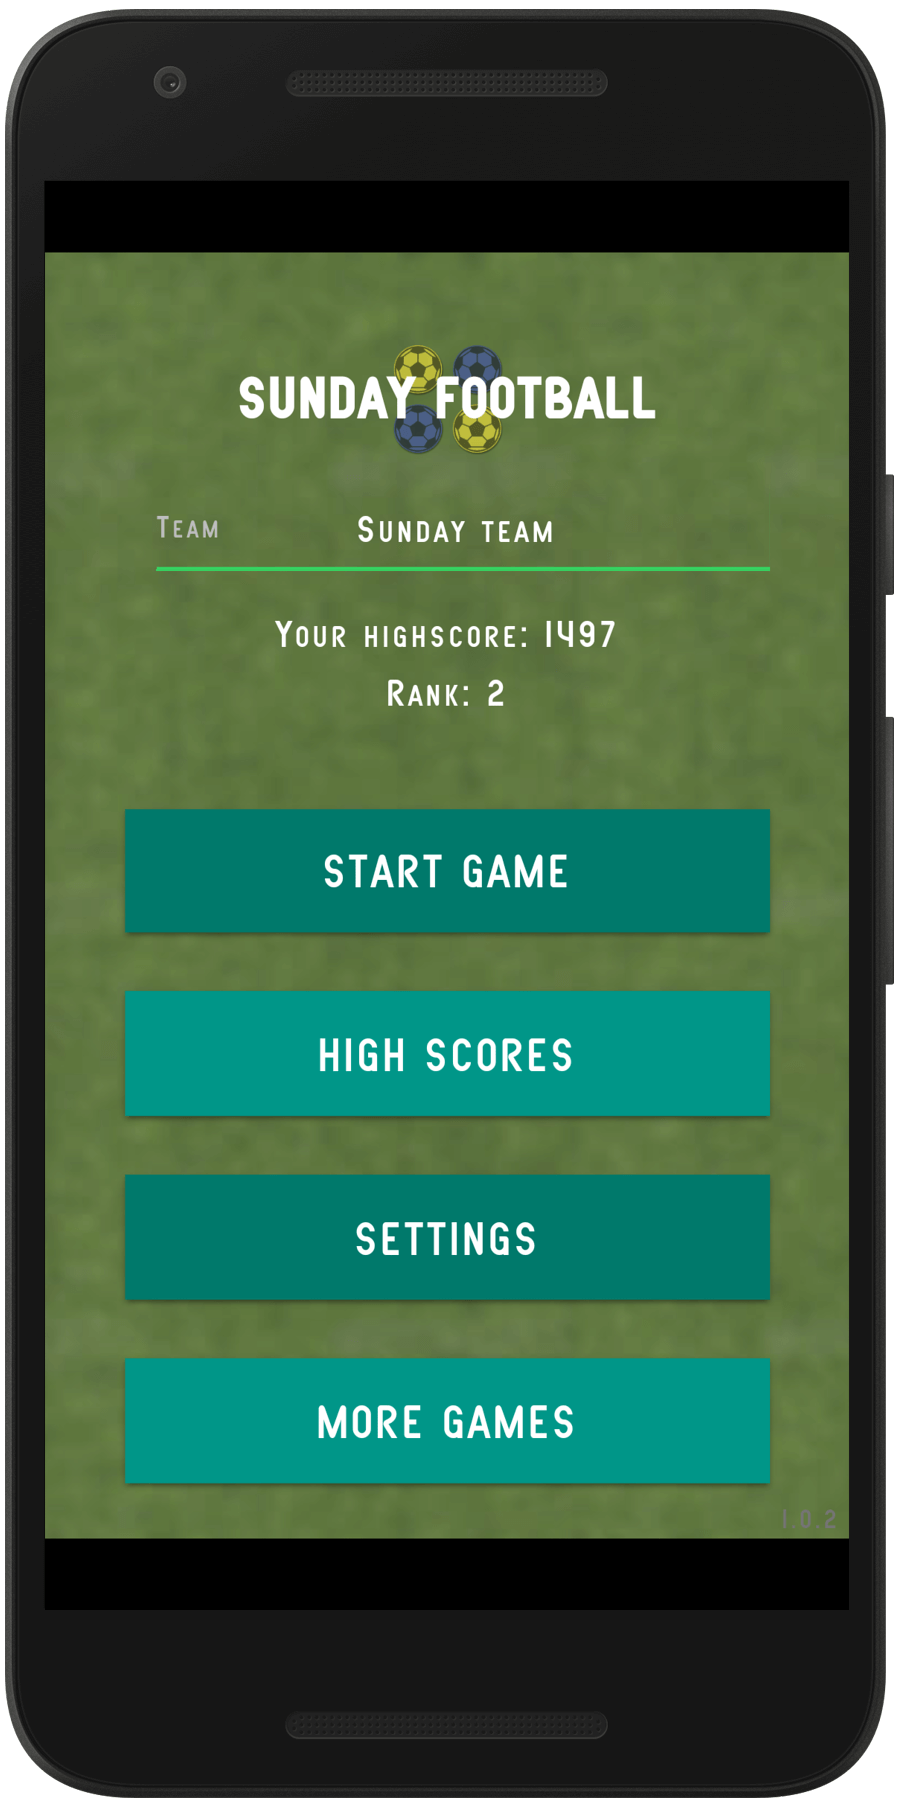 SUNDAY FOOTBALL
Team Sunday team
Your highscore: 1497
Rank: 2
START GAME
HIGH SCORES
SETTINGS
MORE GAMES
1.0.2